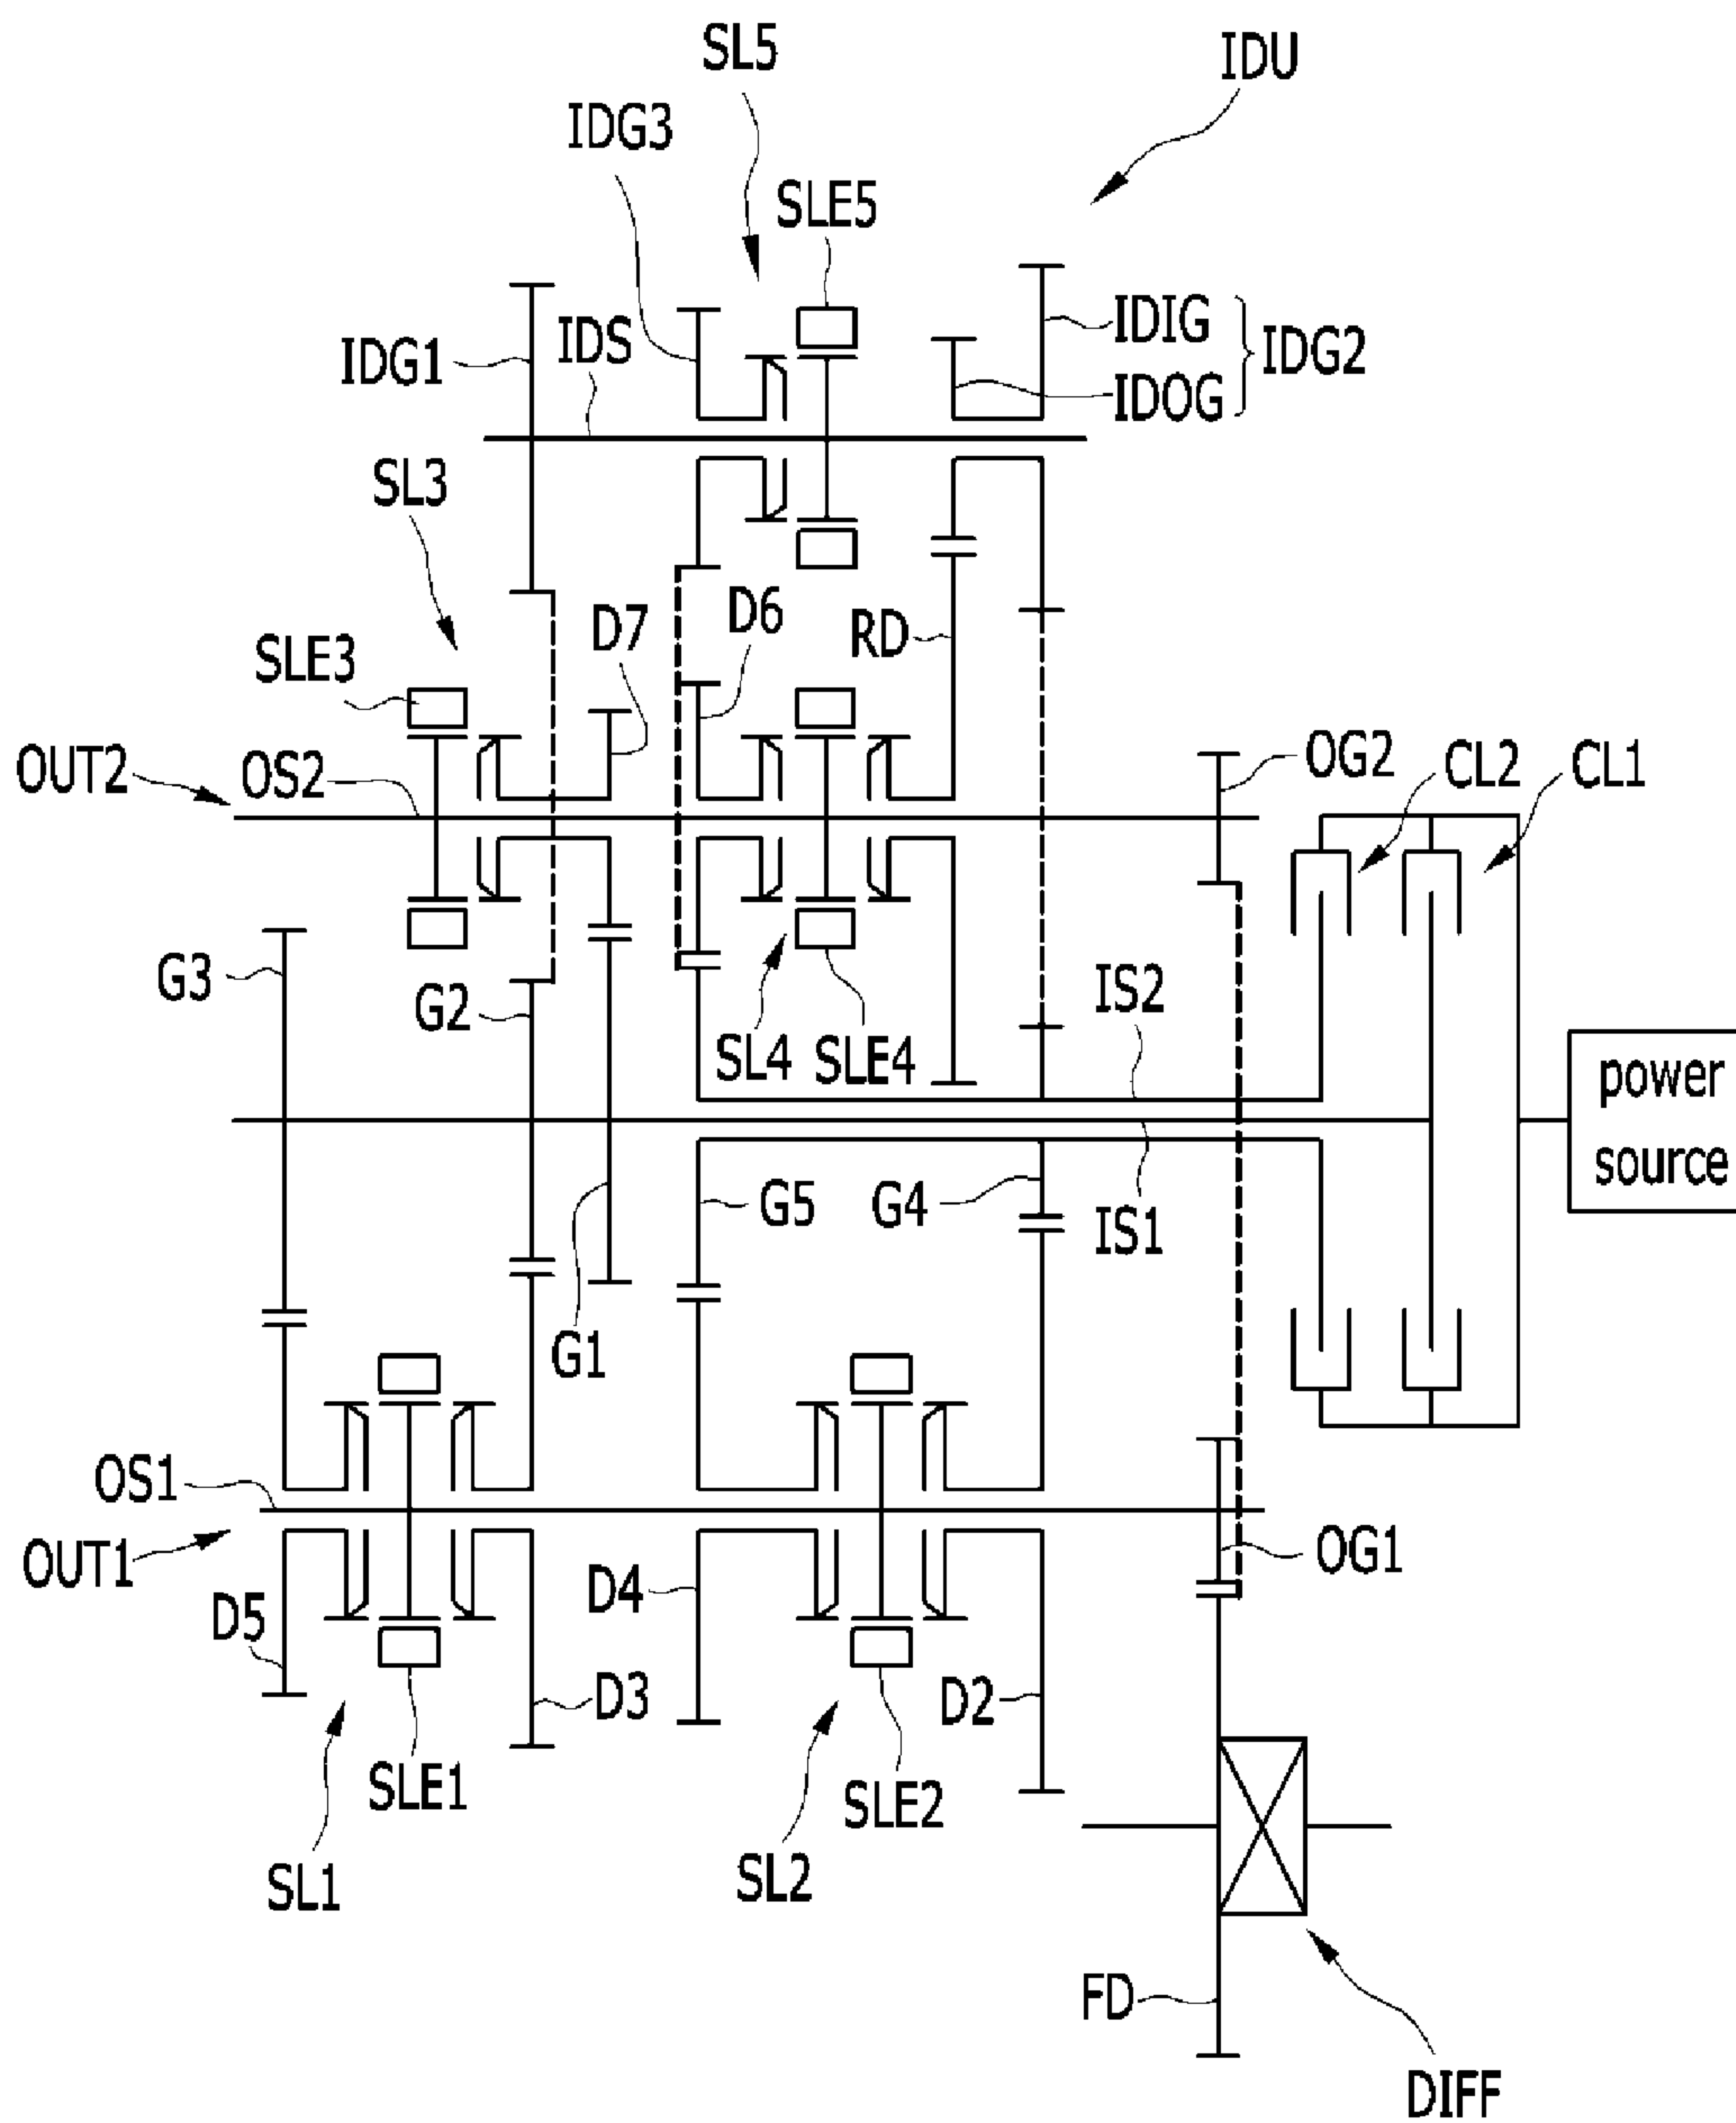 SL5
IDU
IDG3
SLE5
IDIG
IDG1
IDS
IDG2
IDOG
SL3
D7
D6
RD
SLE3
OUT2
OS2
OG2
CL2
CL1
G3
G2
IS2
SL4
SLE4
power
source
G5
G4
IS1
G1
OS1
OUT1
OG1
D5
D4
D3
D2
SLE1
SLE2
SL1
SL2
FD
DIFF